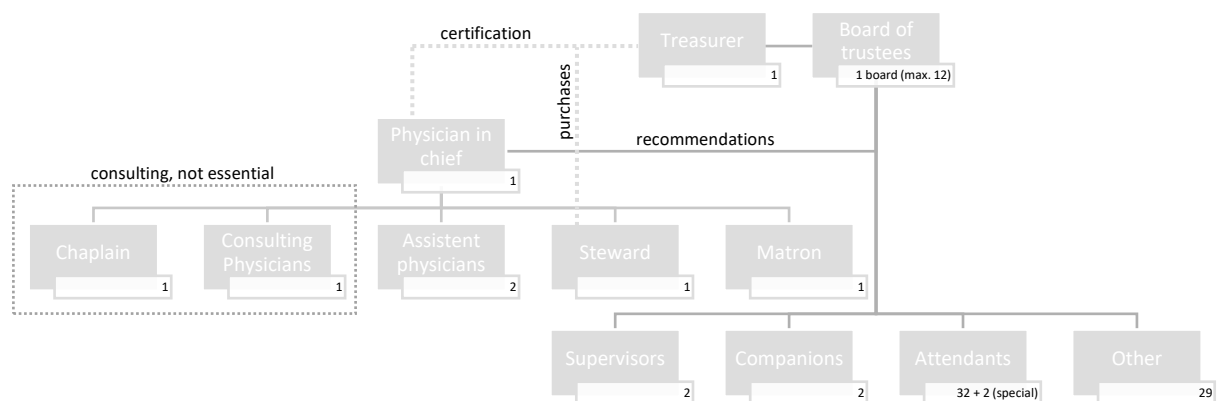 certification
Treasurer
1
Board of
trustees
1 board (max. 12)
purchases
Physician in
chief
1
recommendations
consulting, not essential
Chaplain
1
Consulting
Physicians
1
Assistent
physicians
2
Steward
1
Matron
1
Supervisors
2
Companions
2
Attendants
32 + 2 (special)
Other
29